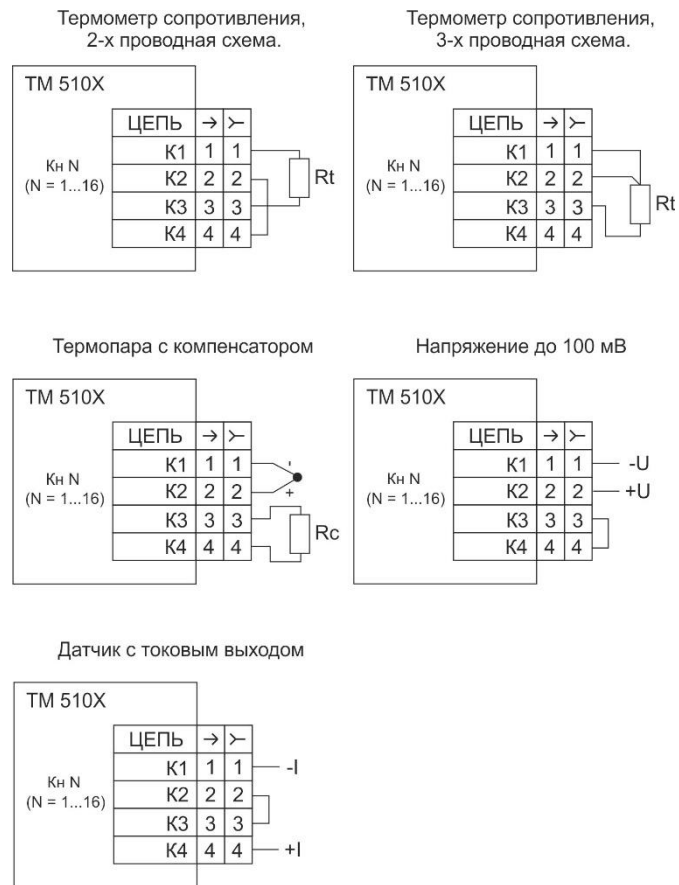 Термометр сопротивления,
2-х проводная схема.
ТМ 510X
ЦЕПЬ
Кн N
(N = 1...16)
К1 1 1
К2 2 2
К3 3 3
К4 4 4
Rt
Термометр сопротивления,
3-х проводная схема.
ТМ 510X
ЦЕПЬ
Кн N
(N = 1...16)
К1 1 1
К2 2 2
К3 3 3
К4 4 4
Rt
Термопара с компенсатором
ТМ 510X
ЦЕПЬ
Кн N
(N = 1...16)
К1 1 1 -
К2 2 2 +
К3 3 3
К4 4 4
Rc
Напряжение до 100 мВ
ТМ 510X
ЦЕПЬ
Кн N
(N = 1...16)
К1 1 1 -U
К2 2 2 +U
К3 3 3
К4 4 4
Датчик с токовым выходом
ТМ 510X
ЦЕПЬ
Кн N
(N = 1...16)
К1 1 1 -I
К2 2 2
К3 3 3
К4 4 4 +I